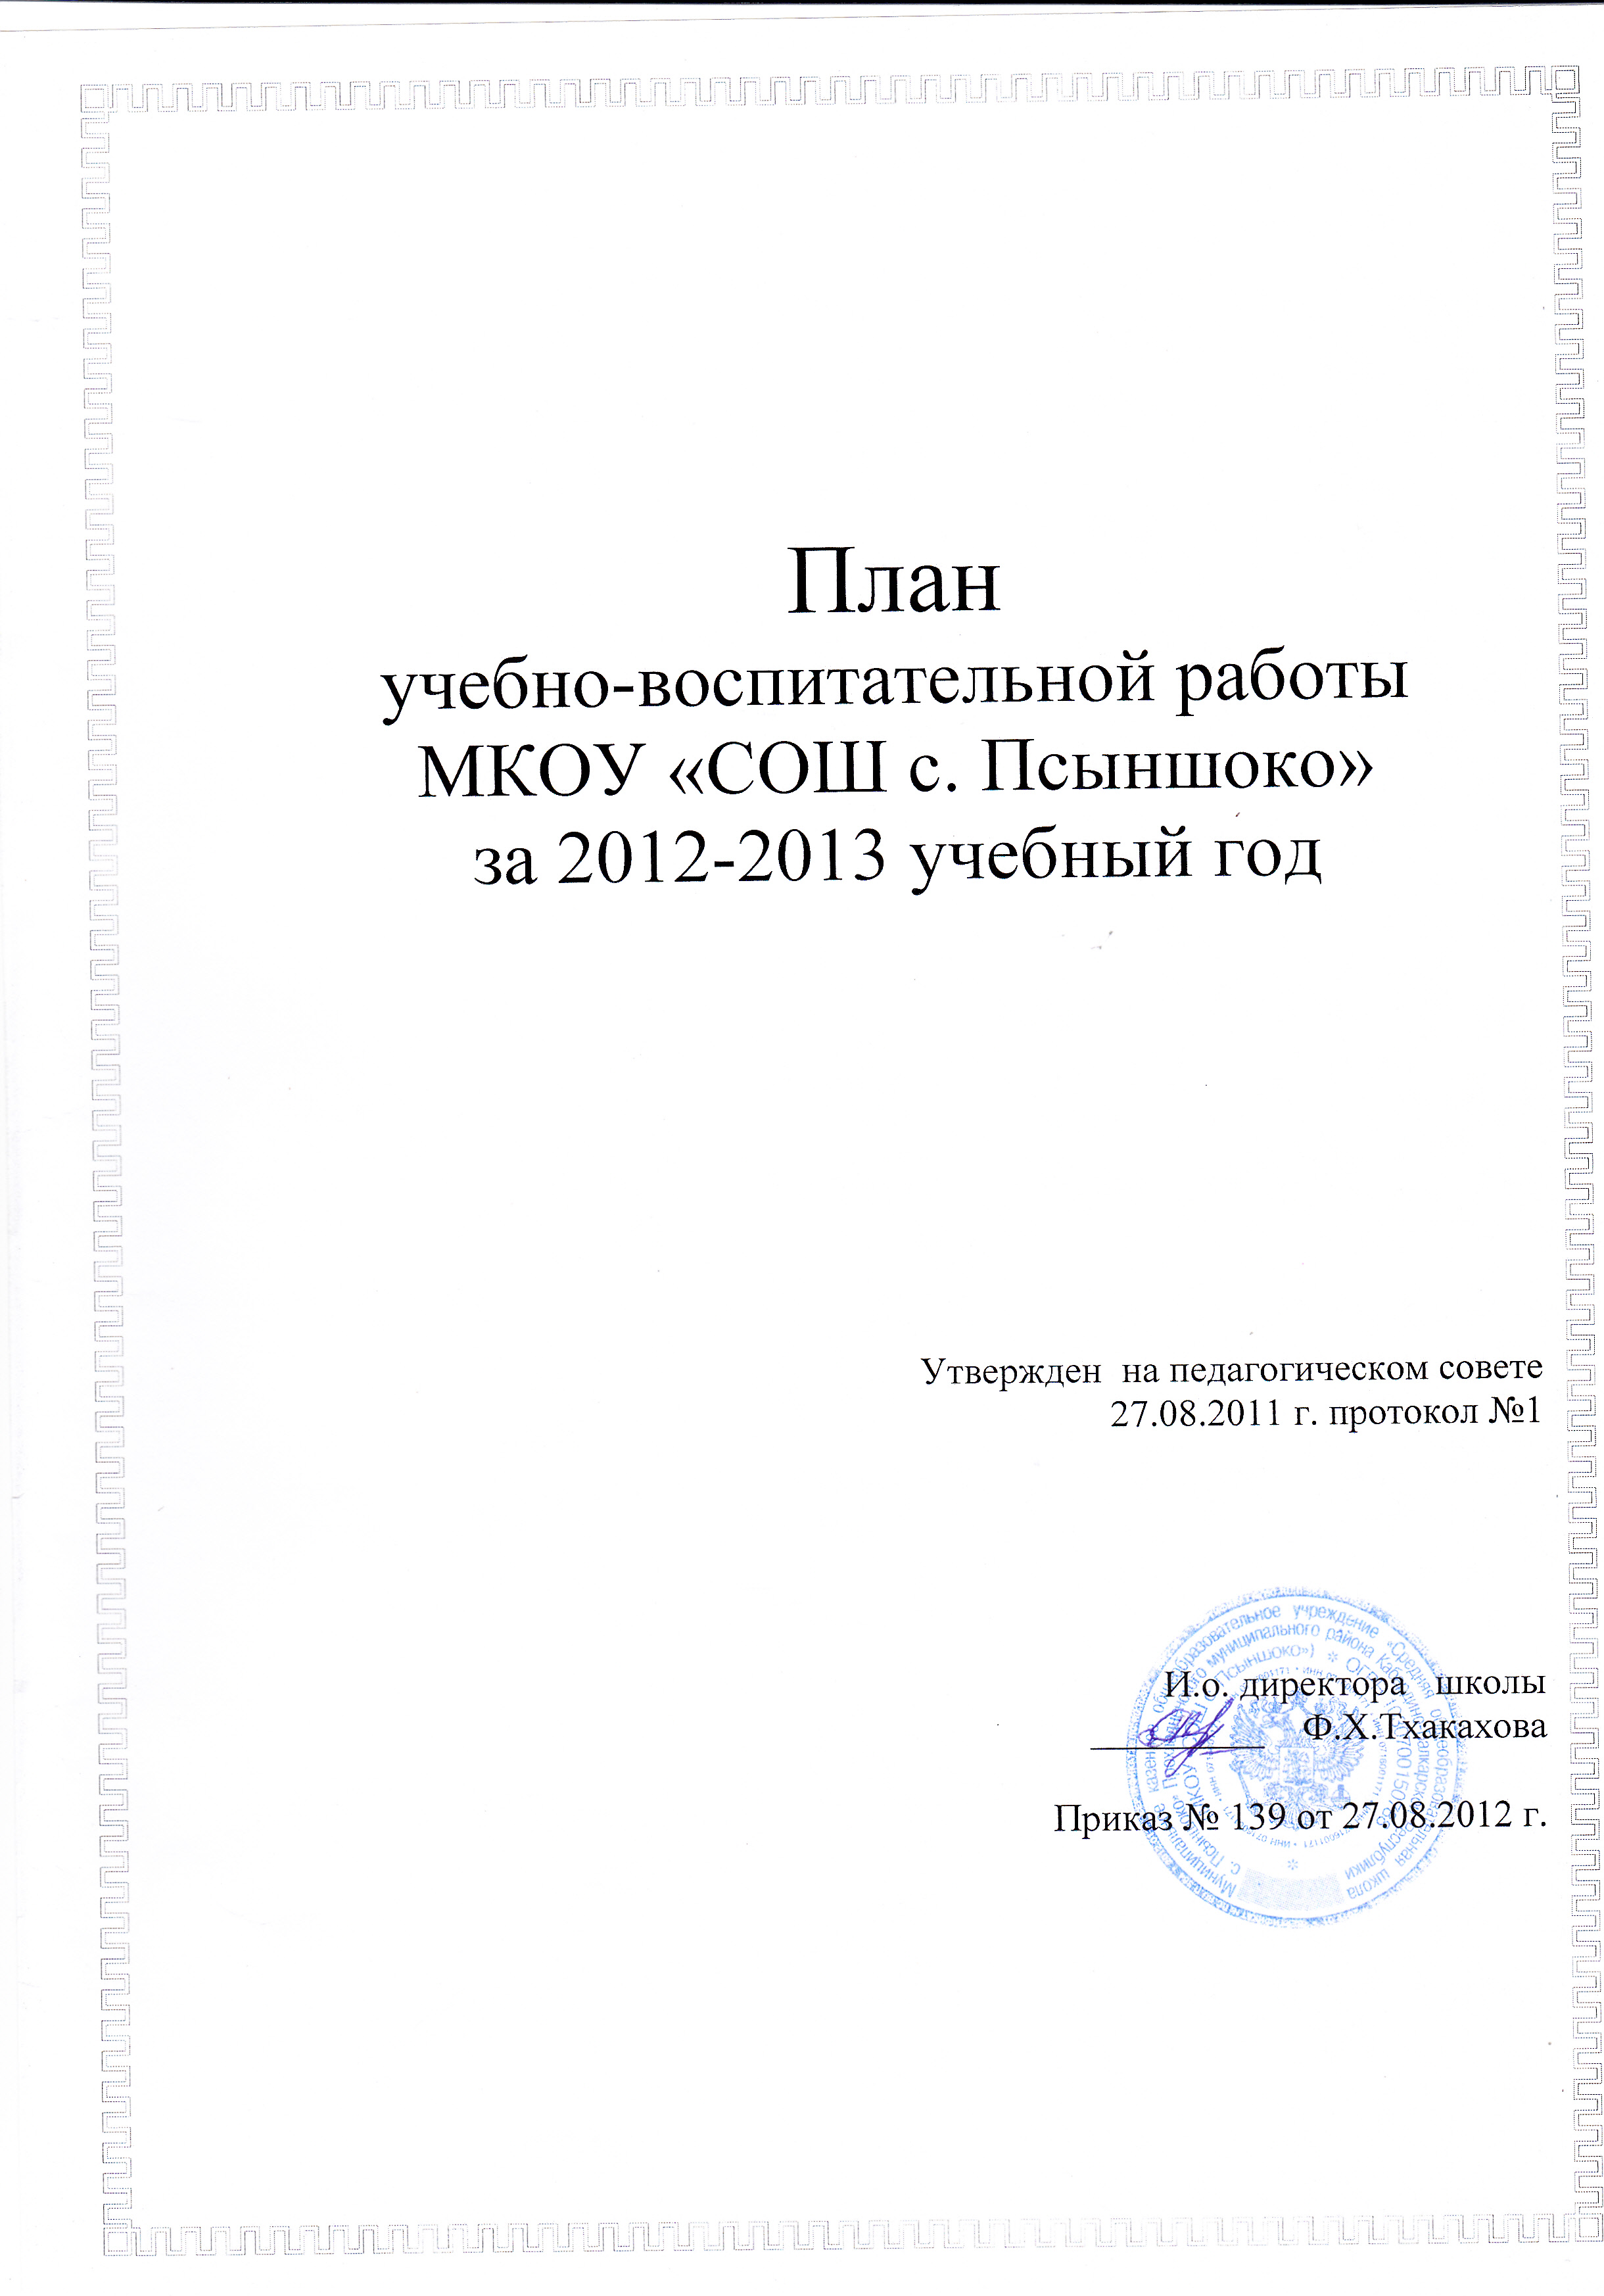 План
учебно-воспитательной работы
МКОУ «СОШ с. Псыншоко»
за 2012-2013 учебный год
Утвержден на педагогическом совете
27.08.2011 г. протокол №1
И.о. директора школы
Ф.Х.Тхакахова
Приказ № 139 от 27.08.2012 г.